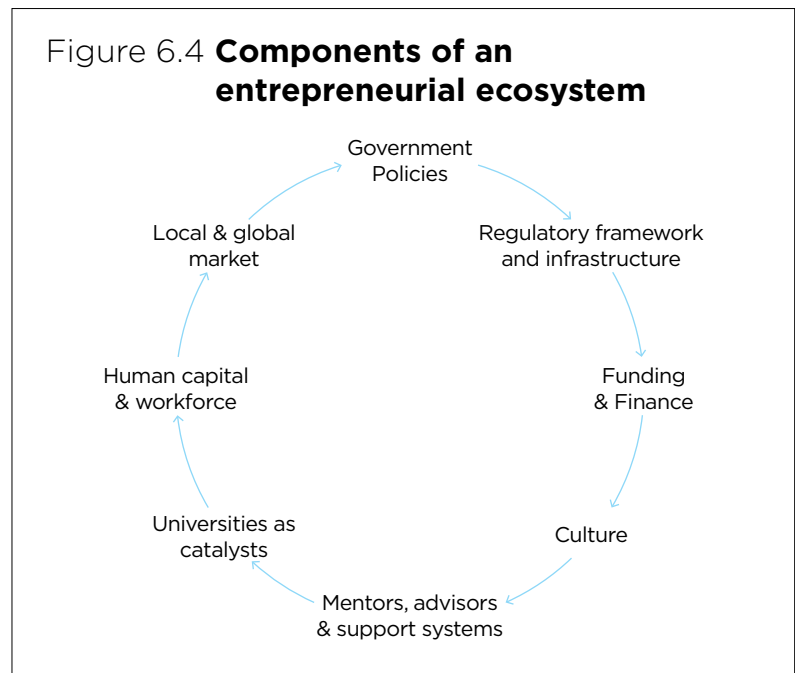 Figure 6.4 Components of an
entrepreneurial ecosystem
Government
Policies
Regulatory framework
and infrastructure
Funding
& Finance
Culture
Mentors, advisors
& support systems
Universities as
catalysts
Human capital
& workforce
Local & global
market